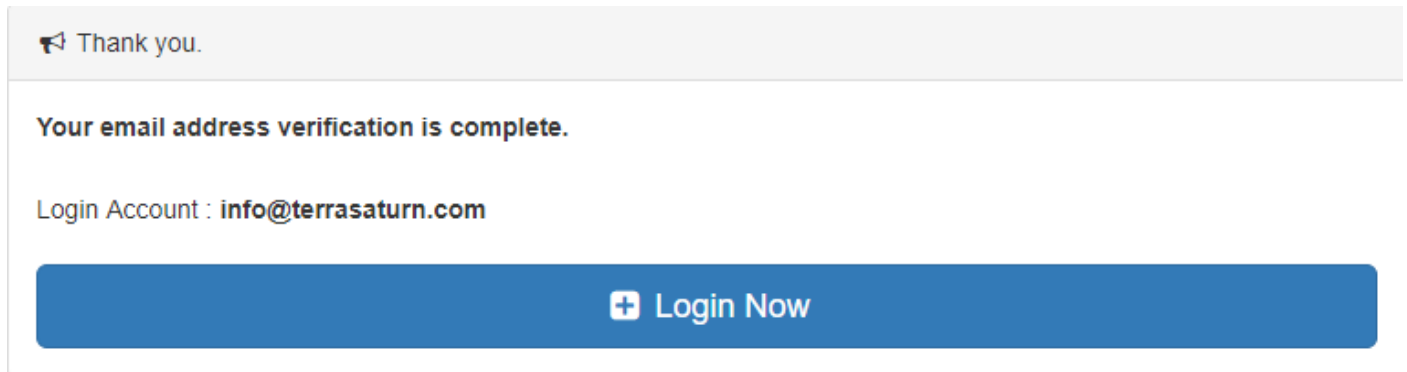 Thank you.
Your email address verification is complete.
Login Account : info@terrasaturn.com
Login Now